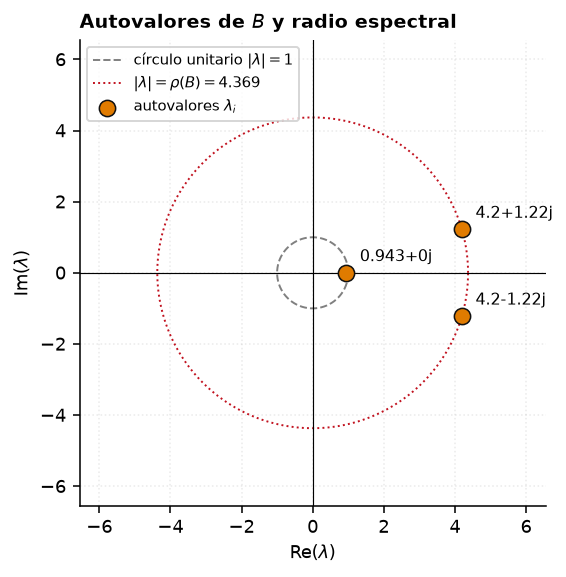 Autovalores de B y radio espectral
círculo unitario |λ| = 1
|λ| = ρ(B) = 4.369
autovalores λᵢ
4.2+1.22j
0.943+0j
4.2-1.22j
6
4
2
0
−2
−4
−6
Im(λ)
−6 −4 −2 0 2 4 6
Re(λ)